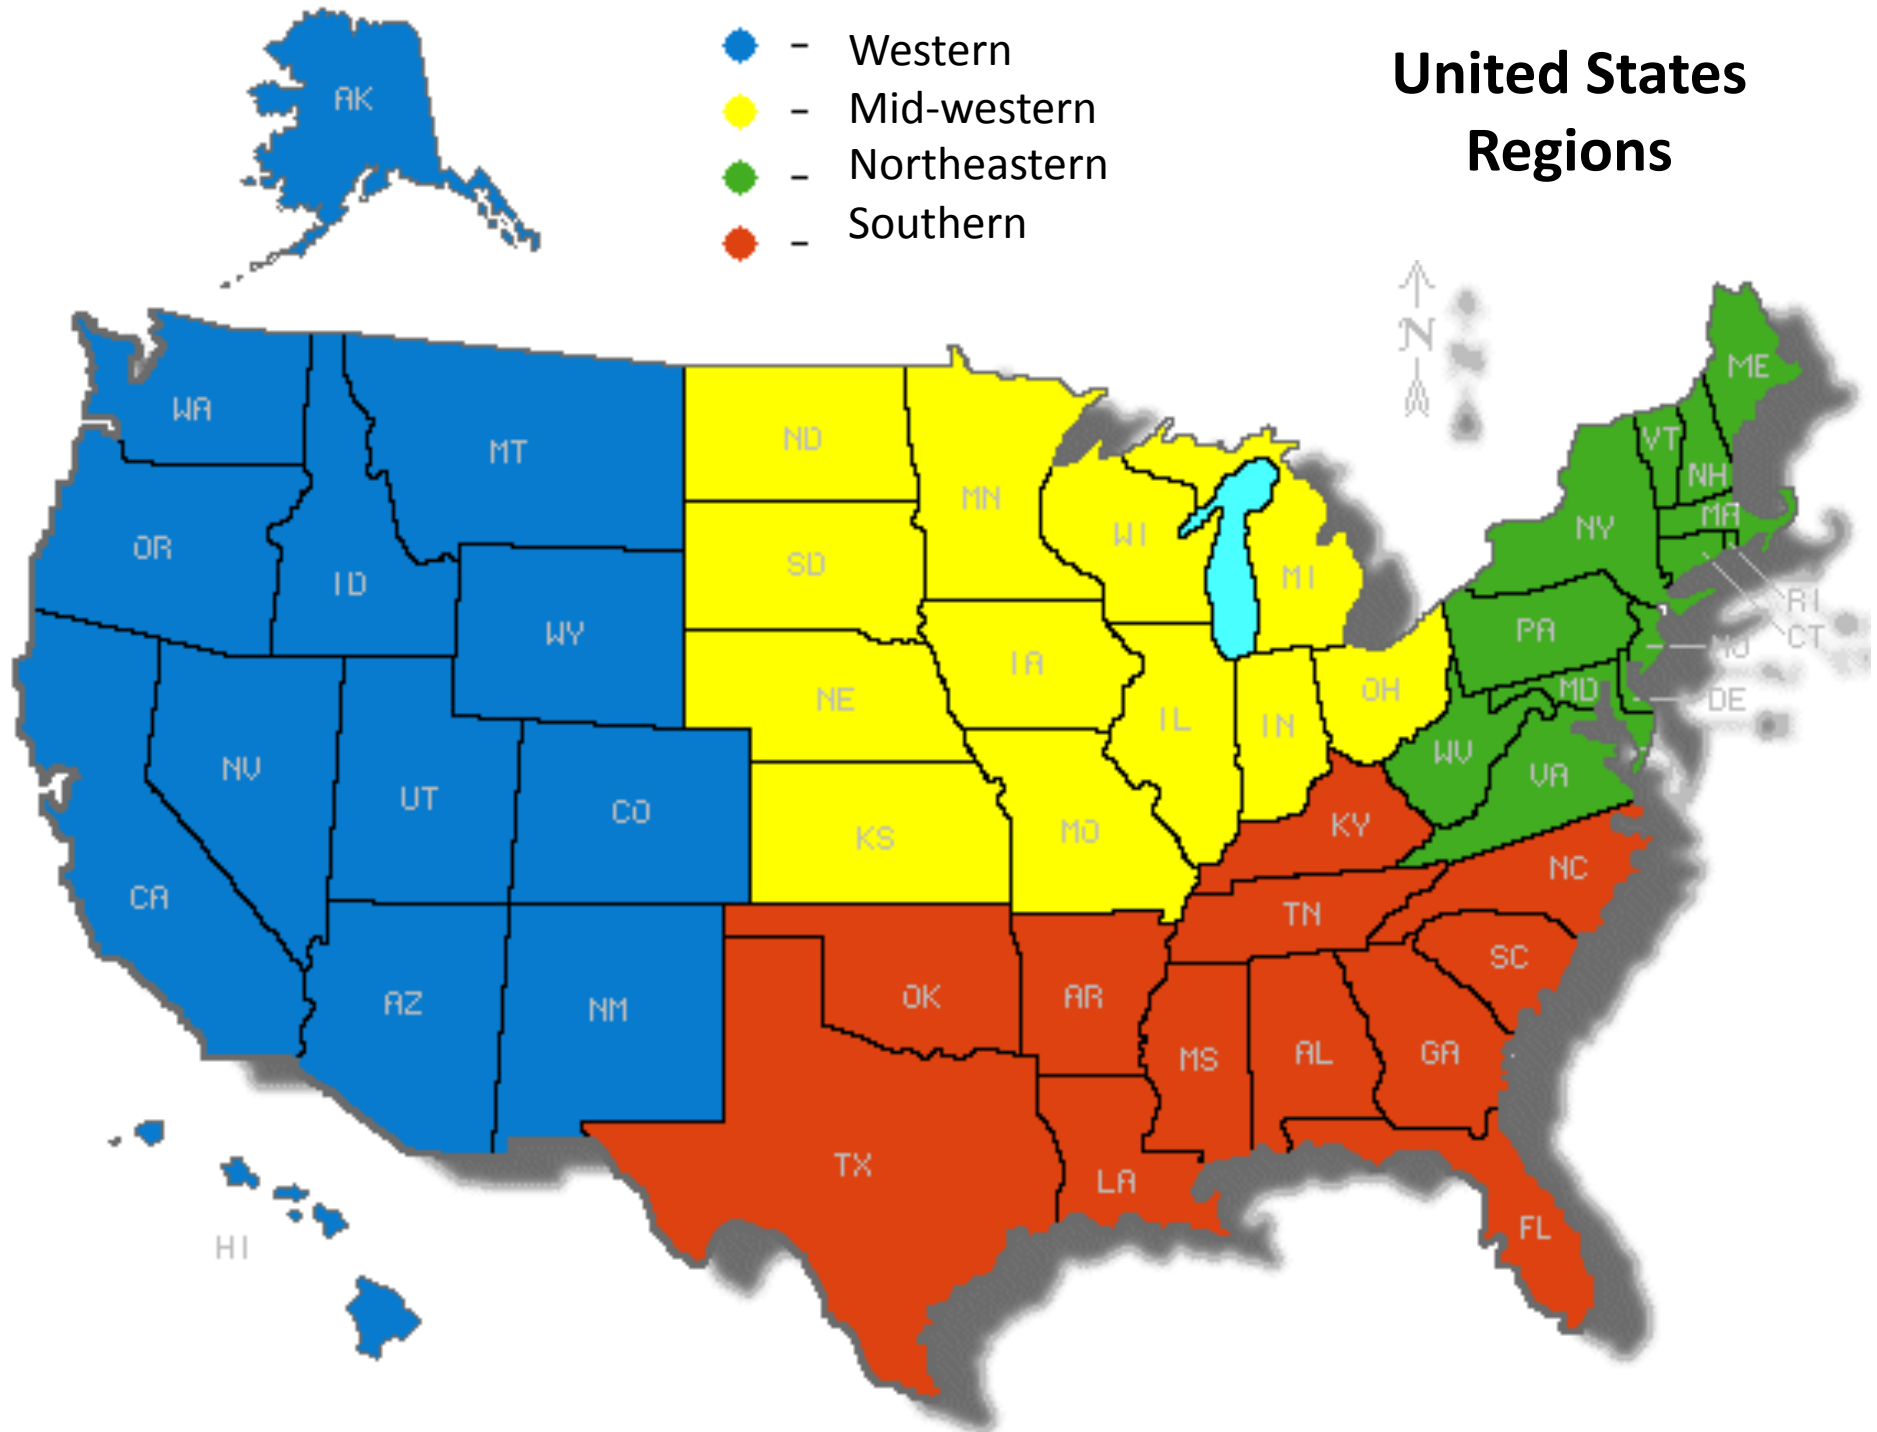 AK
- Western
- Mid-western
- Northeastern
- Southern
United States
Regions
N
ME
WA
MT
ND
VT
NH
MN
MA
NY
WI
OR
SD
MI
ID
RI
WY
PA
CT
NJ
IA
OH
MD
NE
DE
IL
IN
NV
WV
VA
UT
CO
KY
MO
KS
NC
CA
TN
SC
OK
AR
AZ
NM
GA
AL
MS
TX
LA
FL
HI